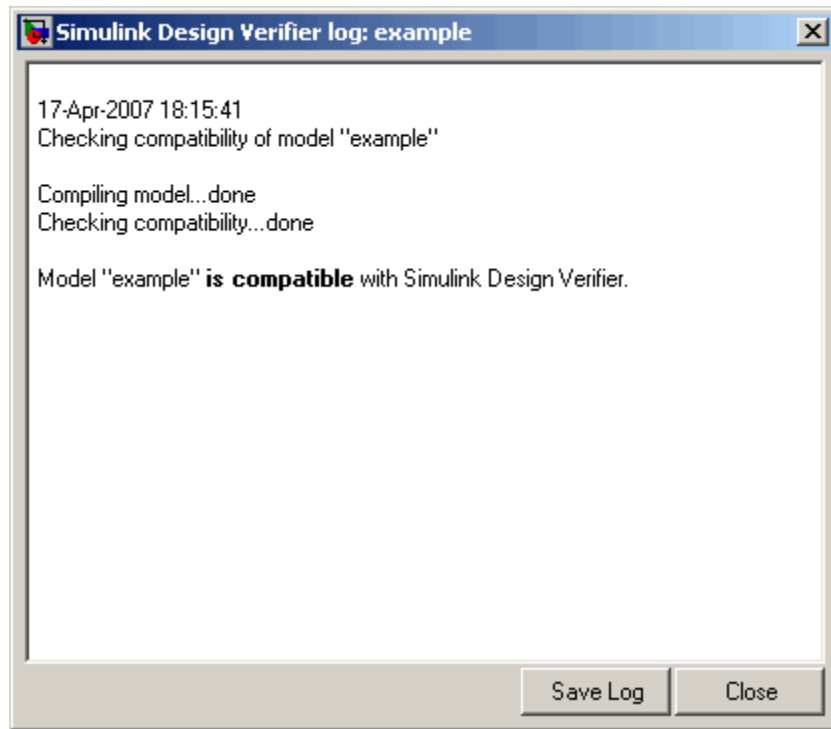 Simulink Design Verifier log: example
17-Apr-2007 18:15:41
Checking compatibility of model "example"
Compiling model...done
Checking compatibility...done
Model "example" is compatible with Simulink Design Verifier.
Save Log
Close